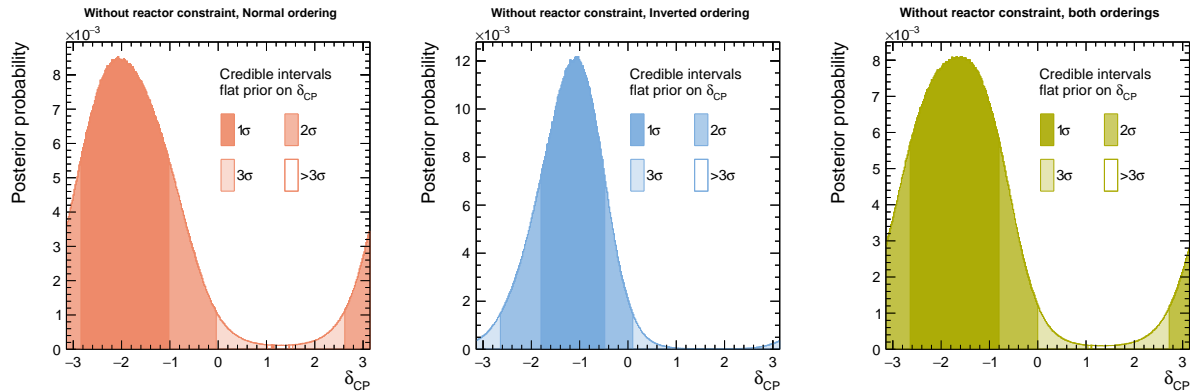 Without reactor constraint, Normal ordering
×10⁻³
Posterior probability
8
7
6
5
4
3
2
1
0
Credible intervals
flat prior on δCP
1σ 2σ
3σ >3σ
−3 −2 −1 0 1 2 3
δCP
Without reactor constraint, Inverted ordering
×10⁻³
Posterior probability
12
10
8
6
4
2
0
Credible intervals
flat prior on δCP
1σ 2σ
3σ >3σ
−3 −2 −1 0 1 2 3
δCP
Without reactor constraint, both orderings
×10⁻³
Posterior probability
8
7
6
5
4
3
2
1
0
Credible intervals
flat prior on δCP
1σ 2σ
3σ >3σ
−3 −2 −1 0 1 2 3
δCP